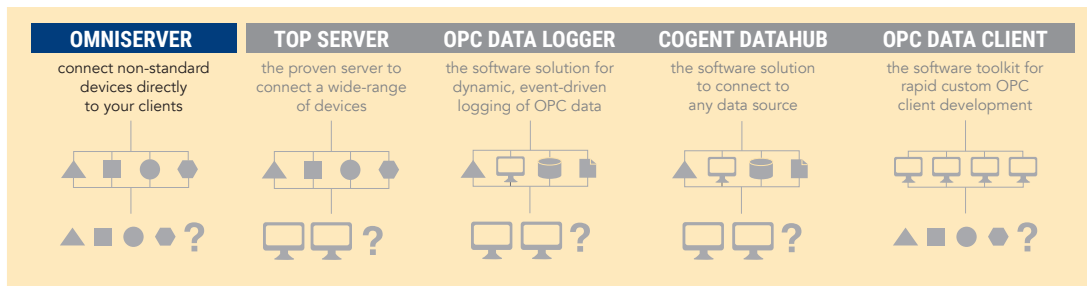 OMNISERVER
connect non-standard
devices directly
to your clients
?
TOP SERVER
the proven server to
connect a wide-range
of devices
?
OPC DATA LOGGER
the software solution for
dynamic, event-driven
logging of OPC data
?
COGENT DATAHUB
the software solution
to connect to
any data source
?
OPC DATA CLIENT
the software toolkit for
rapid custom OPC
client development
?